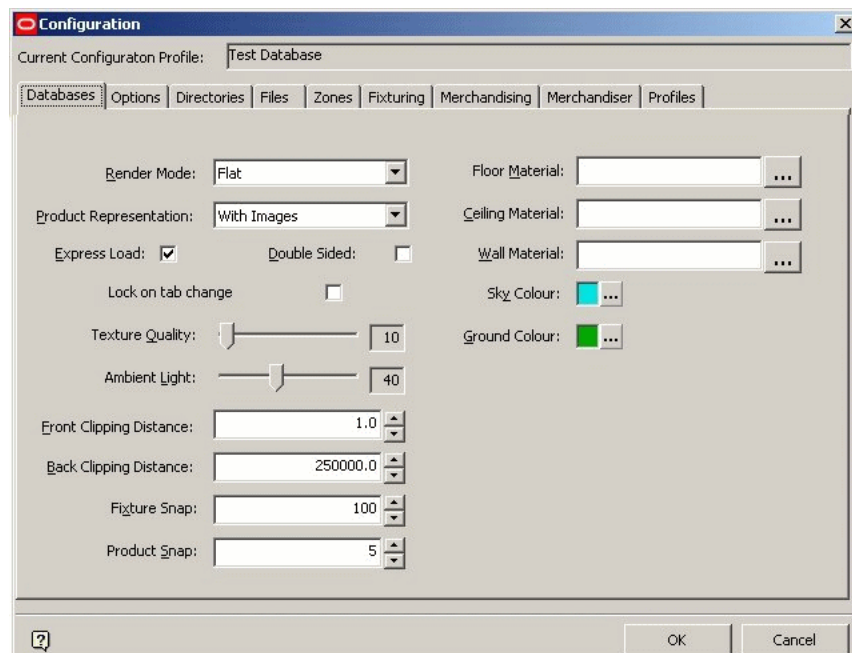 Configuration
Current Configuraton Profile: Test Database
Databases Options Directories Files Zones Fixturing Merchandising Merchandiser Profiles
Render Mode: Flat
Product Representation: With Images
Express Load: Double Sided:
Lock on tab change
Texture Quality: 10
Ambient Light: 40
Front Clipping Distance: 1.0
Back Clipping Distance: 250000.0
Fixture Snap: 100
Product Snap: 5
Floor Material: ...
Ceiling Material: ...
Wall Material: ...
Sky Colour: ...
Ground Colour: ...
?
OK Cancel